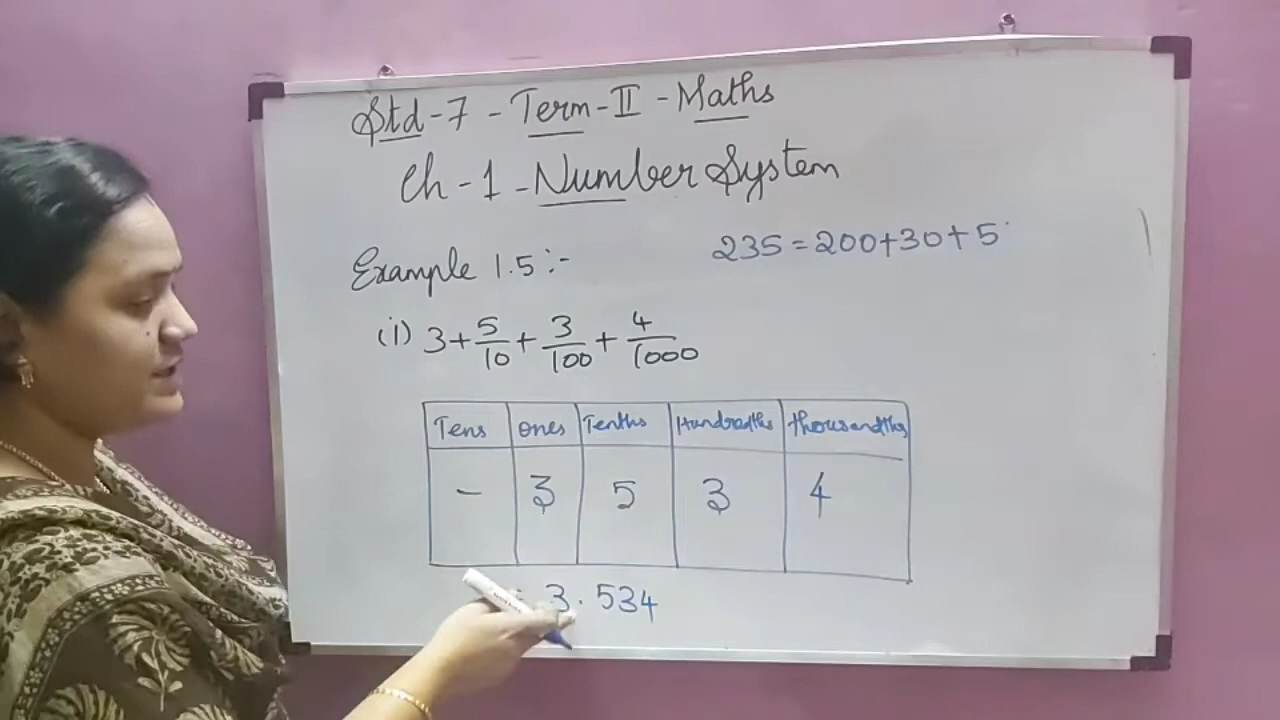 Std-7 - Term-II - Maths
Ch-1 - Number System
235 = 200+30+5
Example 1.5:-
(i) 3+5/10+3/100+4/1000
Tens ones Tenths Hundredths thousandths
- 3 5 3 4
= 3.534